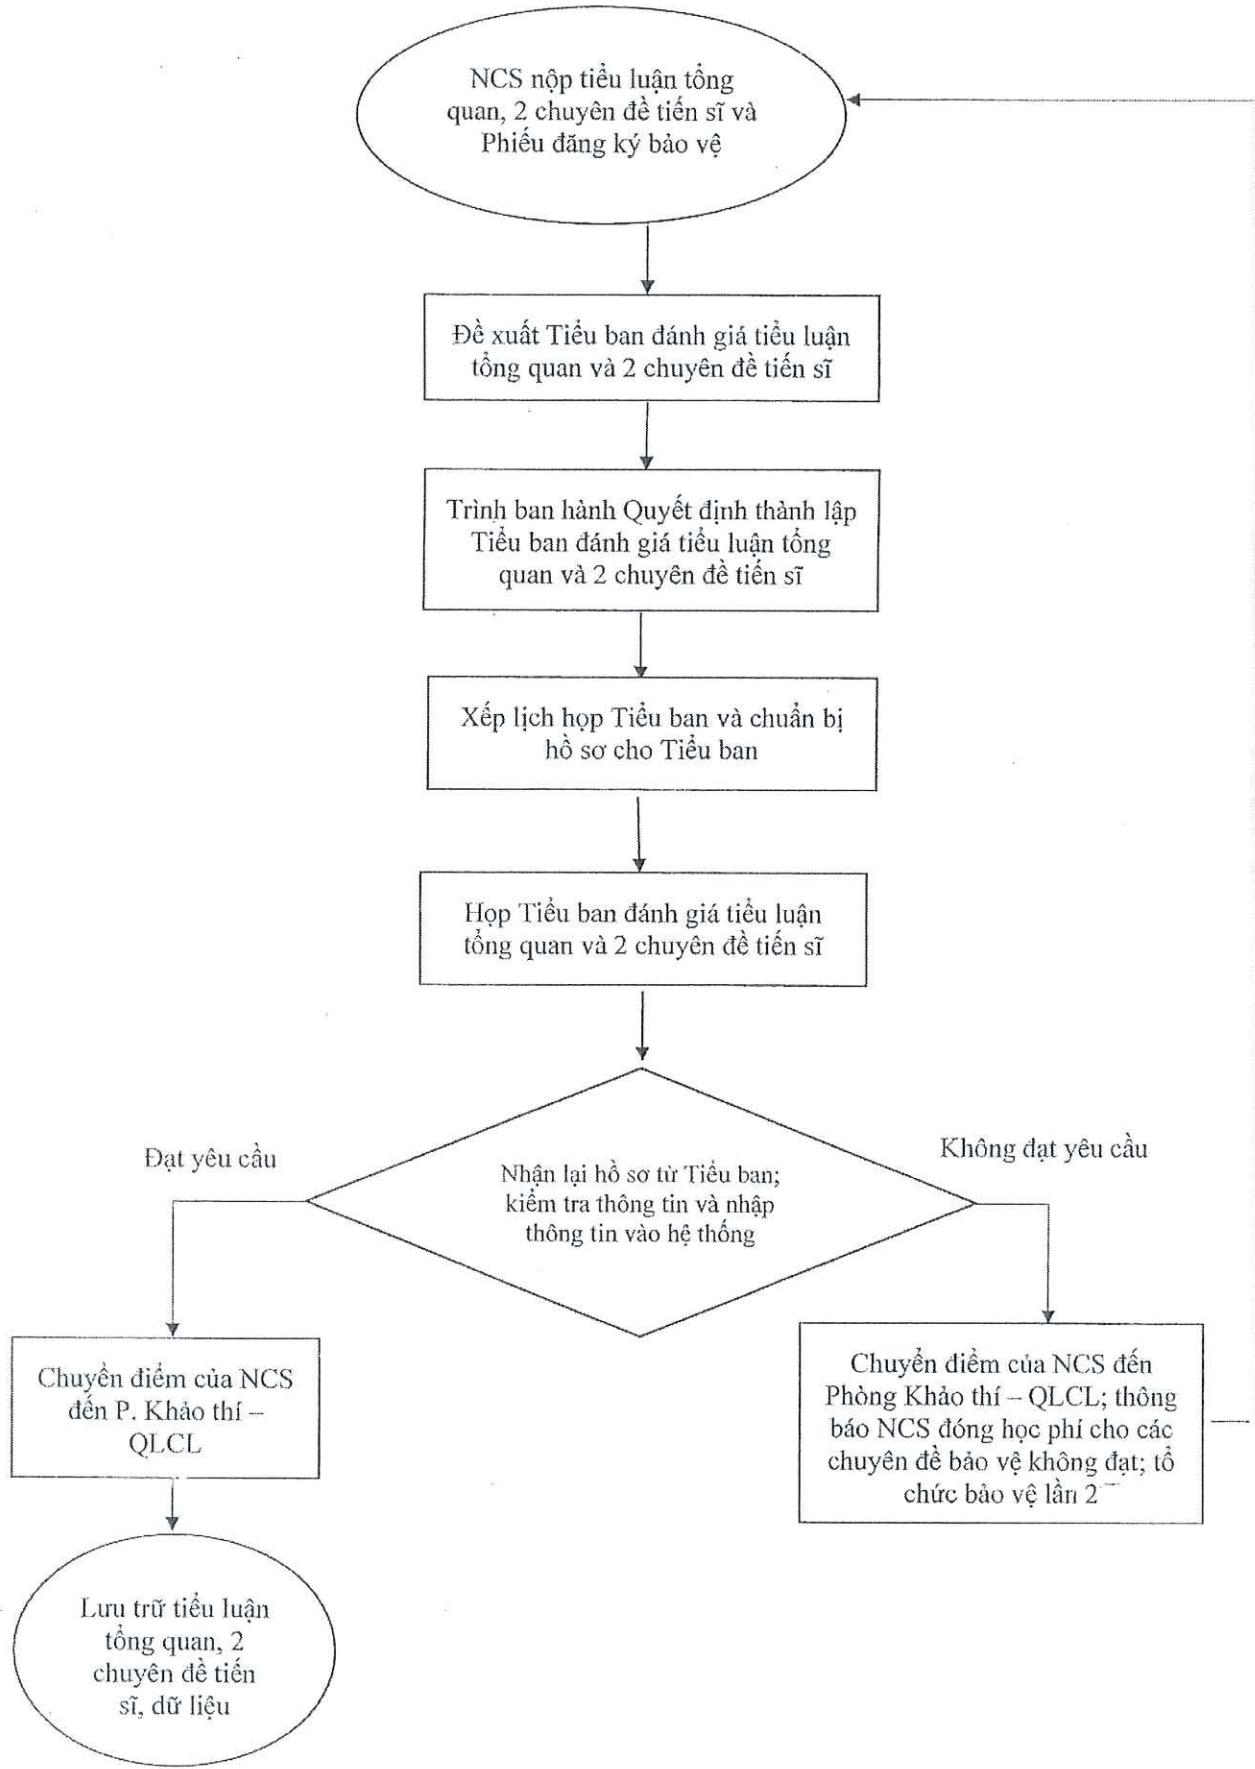 NCS nộp tiểu luận tổng
quan, 2 chuyên đề tiến sĩ và
Phiếu đăng ký bảo vệ
Đề xuất Tiểu ban đánh giá tiểu luận
tổng quan và 2 chuyên đề tiến sĩ
Trình ban hành Quyết định thành lập
Tiểu ban đánh giá tiểu luận tổng
quan và 2 chuyên đề tiến sĩ
Xếp lịch họp Tiểu ban và chuẩn bị
hồ sơ cho Tiểu ban
Họp Tiểu ban đánh giá tiểu luận
tổng quan và 2 chuyên đề tiến sĩ
Đạt yêu cầu
Không đạt yêu cầu
Nhận lại hồ sơ từ Tiểu ban;
kiểm tra thông tin và nhập
thông tin vào hệ thống
Chuyển điểm của NCS
đến P. Khảo thí –
QLCL
Chuyển điểm của NCS đến
Phòng Khảo thí – QLCL; thông
báo NCS đóng học phí cho các
chuyên đề bảo vệ không đạt; tổ
chức bảo vệ lần 2
Lưu trữ tiểu luận
tổng quan, 2
chuyên đề tiến
sĩ, dữ liệu